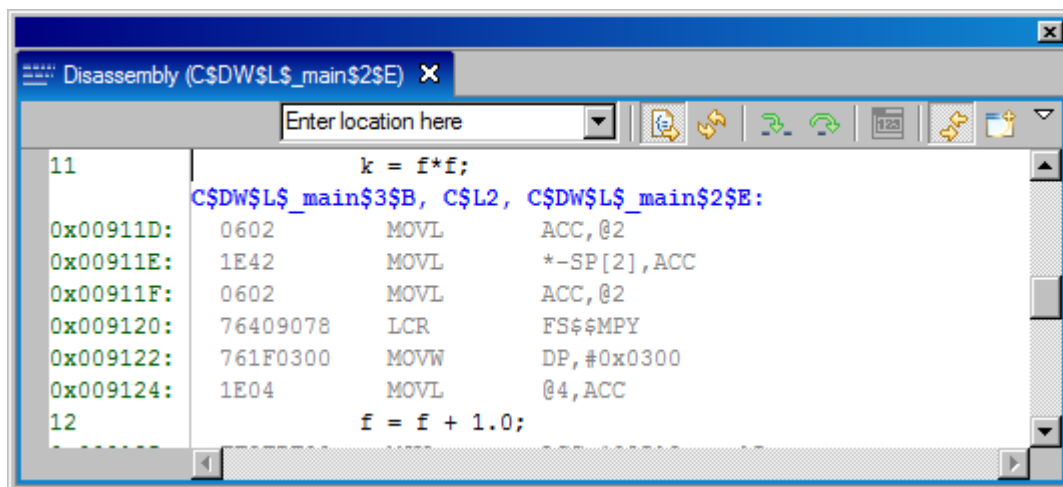 Disassembly (C$DW$L$_main$2$E)
Enter location here
123
11 k = f*f;
C$DW$L$_main$3$B, C$L2, C$DW$L$_main$2$E:
0x00911D: 0602 MOVL ACC,@2
0x00911E: 1E42 MOVL *-SP[2],ACC
0x00911F: 0602 MOVL ACC,@2
0x009120: 76409078 LCR FS$$MPY
0x009122: 761F0300 MOVW DP,#0x0300
0x009124: 1E04 MOVL @4,ACC
12 f = f + 1.0;